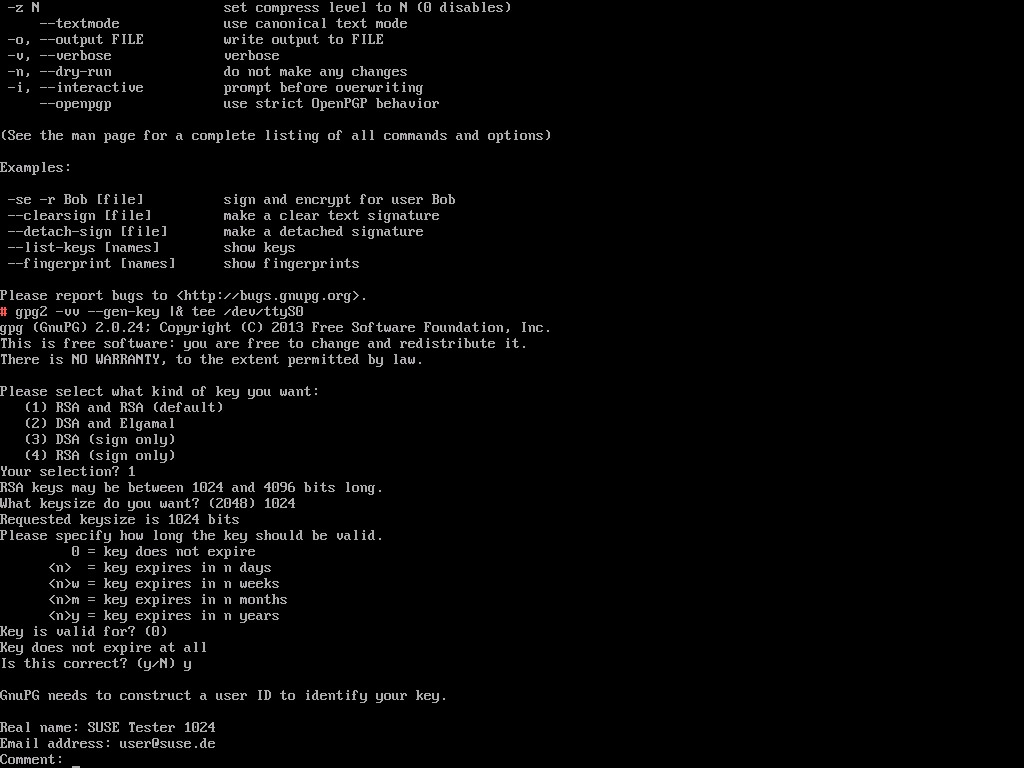 -z N                       set compress level to N (0 disables)
     --textmode             use canonical text mode
 -o, --output FILE          write output to FILE
 -v, --verbose              verbose
 -n, --dry-run              do not make any changes
 -i, --interactive          prompt before overwriting
     --openpgp              use strict OpenPGP behavior

(See the man page for a complete listing of all commands and options)

Examples:

 -se -r Bob [file]          sign and encrypt for user Bob
 --clearsign [file]         make a clear text signature
 --detach-sign [file]       make a detached signature
 --list-keys [names]        show keys
 --fingerprint [names]      show fingerprints

Please report bugs to <http://bugs.gnupg.org>.
# gpg2 -vv --gen-key |& tee /dev/ttyS0
gpg (GnuPG) 2.0.24; Copyright (C) 2013 Free Software Foundation, Inc.
This is free software: you are free to change and redistribute it.
There is NO WARRANTY, to the extent permitted by law.

Please select what kind of key you want:
   (1) RSA and RSA (default)
   (2) DSA and Elgamal
   (3) DSA (sign only)
   (4) RSA (sign only)
Your selection? 1
RSA keys may be between 1024 and 4096 bits long.
What keysize do you want? (2048) 1024
Requested keysize is 1024 bits
Please specify how long the key should be valid.
         0 = key does not expire
      <n>  = key expires in n days
      <n>w = key expires in n weeks
      <n>m = key expires in n months
      <n>y = key expires in n years
Key is valid for? (0)
Key does not expire at all
Is this correct? (y/N) y

GnuPG needs to construct a user ID to identify your key.

Real name: SUSE Tester 1024
Email address: user@suse.de
Comment: _